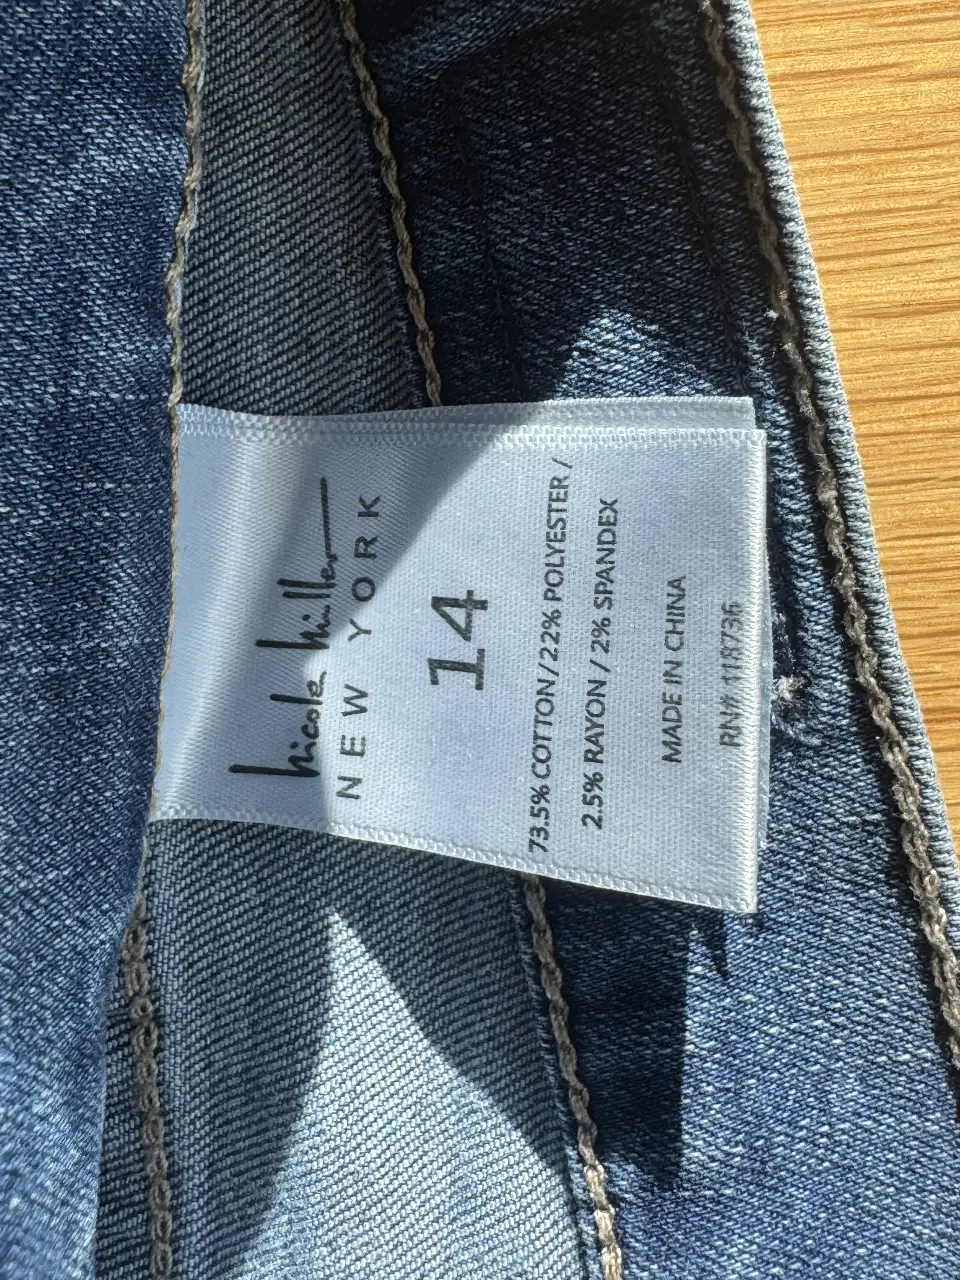 nicole miller
NEW YORK
14
73.5% COTTON / 22% POLYESTER /
2.5% RAYON / 2% SPANDEX
MADE IN CHINA
RN# 118736